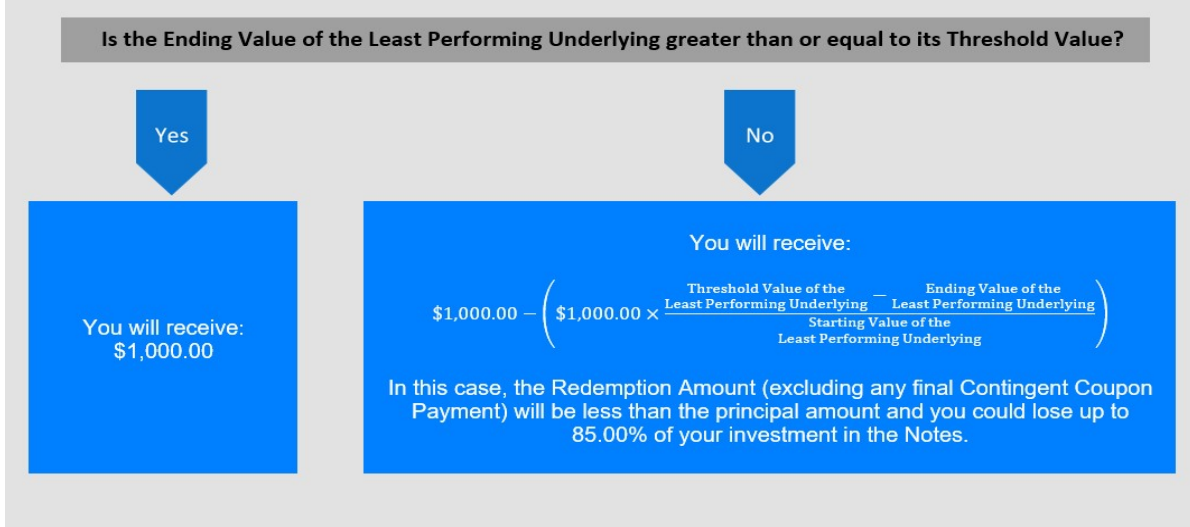 Is the Ending Value of the Least Performing Underlying greater than or equal to its Threshold Value?
Yes
No
You will receive:
$1,000.00
You will receive:
$1,000.00 − ( $1,000.00 × 
Threshold Value of the
Least Performing Underlying
−
Ending Value of the
Least Performing Underlying
Starting Value of the
Least Performing Underlying
)
In this case, the Redemption Amount (excluding any final Contingent Coupon
Payment) will be less than the principal amount and you could lose up to
85.00% of your investment in the Notes.